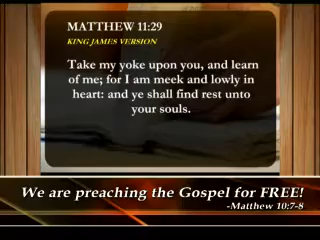 MATTHEW 11:29
KING JAMES VERSION
Take my yoke upon you, and learn
of me; for I am meek and lowly in
heart: and ye shall find rest unto
your souls.
We are preaching the Gospel for FREE!
-Matthew 10:7-8